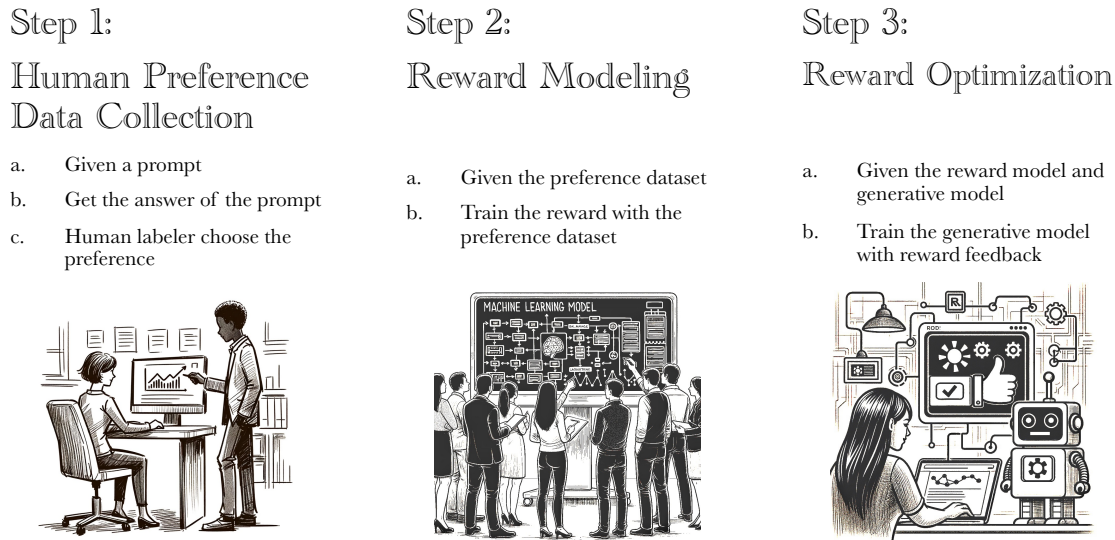 Step 1:
Human Preference
Data Collection
a. Given a prompt
b. Get the answer of the prompt
c. Human labeler choose the
preference
Step 2:
Reward Modeling
a. Given the preference dataset
b. Train the reward with the
preference dataset
MACHINE LEARNING MODEL
Step 3:
Reward Optimization
a. Given the reward model and
generative model
b. Train the generative model
with reward feedback
R
ROD'